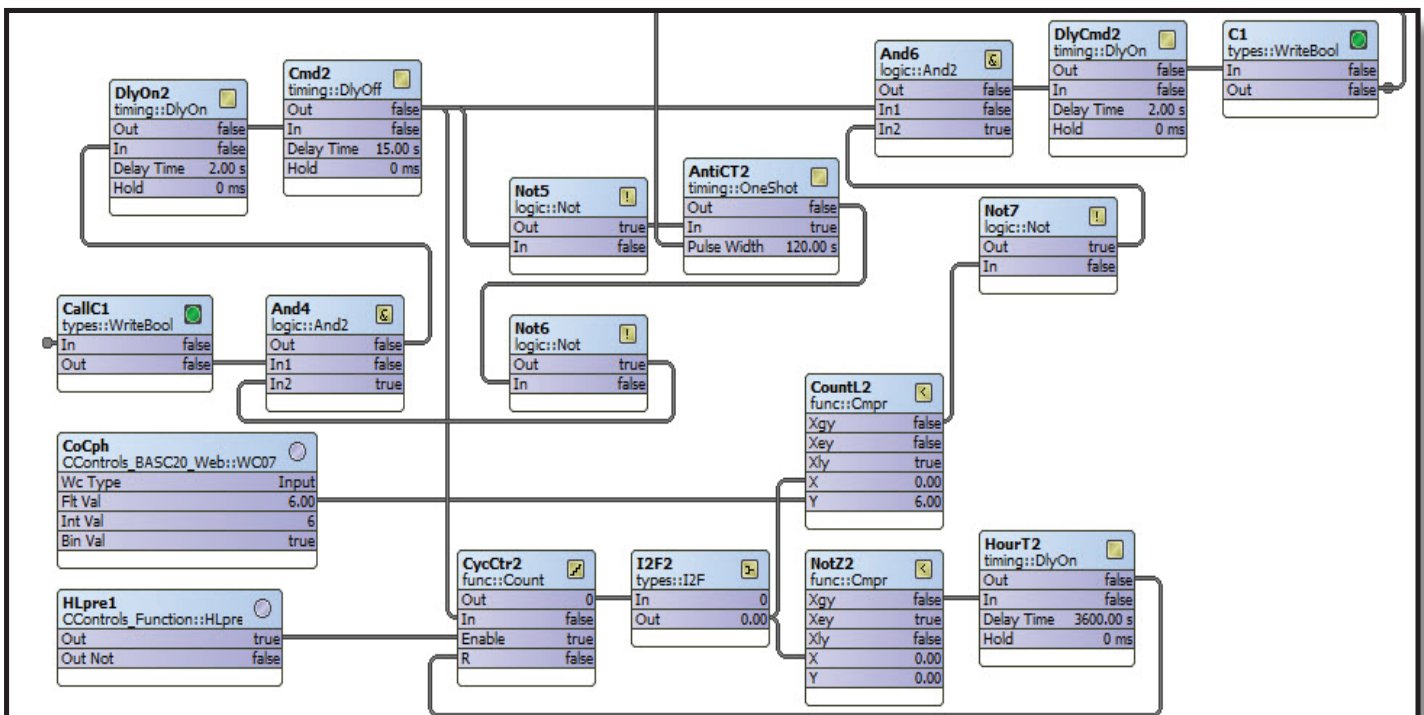 DlyOn2
timing::DlyOn
Out false
In false
Delay Time 2.00 s
Hold 0 ms
Cmd2
timing::DlyOff
Out false
In false
Delay Time 15.00 s
Hold 0 ms
And6
logic::And2
Out false
In1 false
In2 true
DlyCmd2
timing::DlyOn
Out false
In false
Delay Time 2.00 s
Hold 0 ms
C1
types::WriteBool
In false
Out false
Not5
logic::Not
Out true
In false
AntiCT2
timing::OneShot
Out false
In true
Pulse Width 120.00 s
Not7
logic::Not
Out true
In false
CallC1
types::WriteBool
In false
Out false
And4
logic::And2
Out false
In1 false
In2 true
Not6
logic::Not
Out true
In false
CountL2
func::Cmpr
Xgy false
Xey false
Xly true
X 0.00
Y 6.00
CoCph
CControls_BASC20_Web::WC07
Wc Type Input
Flt Val 6.00
Int Val 6
Bin Val true
HLpre1
CControls_Function::HLpre
Out true
Out Not false
CycCtr2
func::Count
Out 0
In false
Enable true
R false
I2F2
types::I2F
In 0
Out 0.00
NotZ2
func::Cmpr
Xgy false
Xey true
Xly false
X 0.00
Y 0.00
HourT2
timing::DlyOn
Out false
In false
Delay Time 3600.00 s
Hold 0 ms